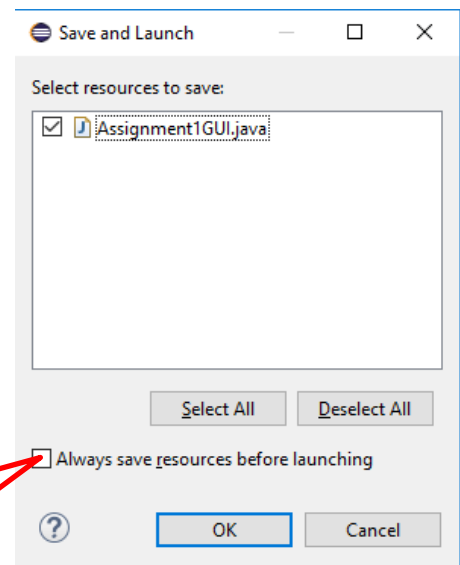 Save and Launch
Select resources to save:
Assignment1GUI.java
Select All Deselect All
Always save resources before launching
? OK Cancel